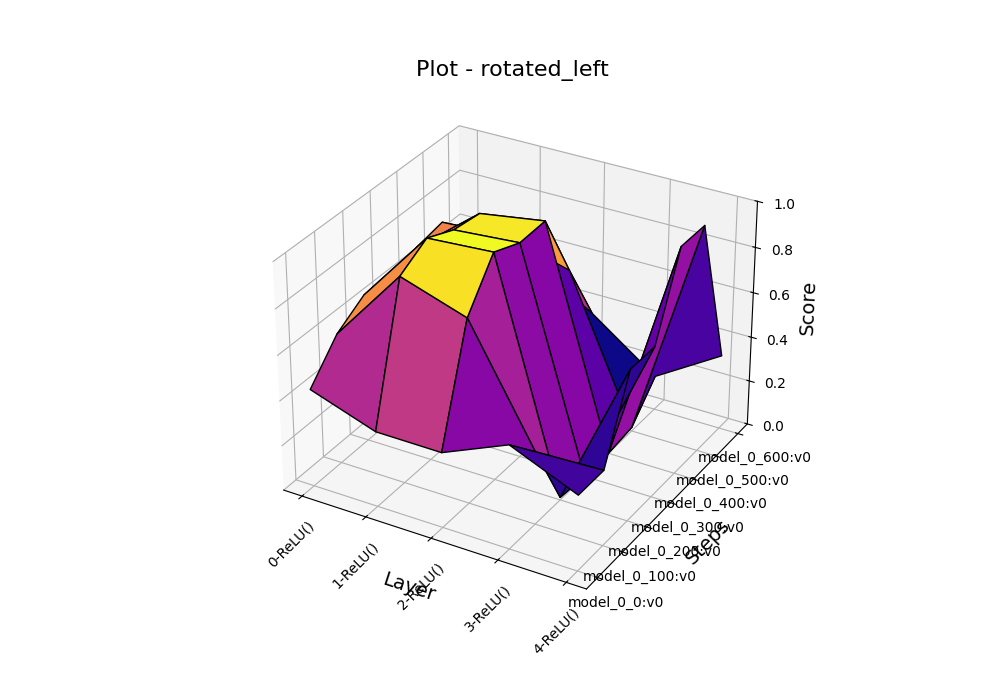 Plot - rotated_left
1.0
0.8
0.6
0.4
0.2
0.0
Score
model_0_600:v0
model_0_500:v0
model_0_400:v0
model_0_300:v0
model_0_200:v0
model_0_100:v0
model_0_0:v0
Steps
0-ReLU()
1-ReLU()
2-ReLU()
3-ReLU()
4-ReLU()
Layer